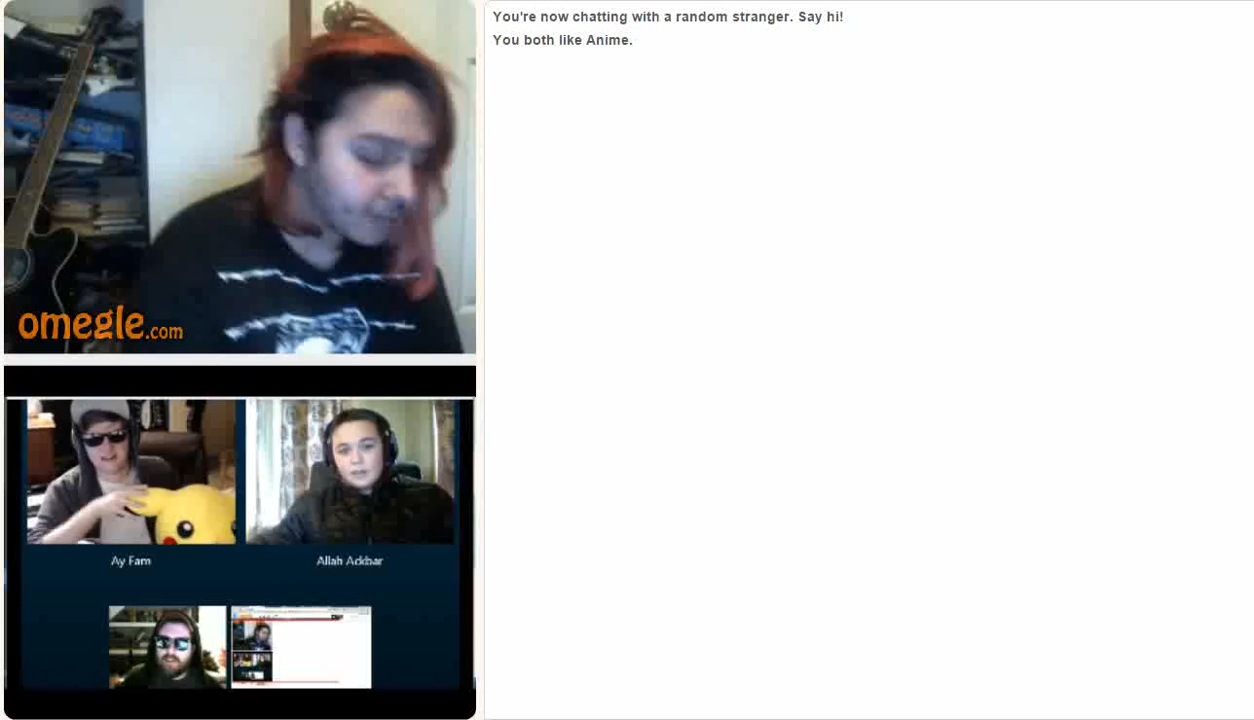 You're now chatting with a random stranger. Say hi!
You both like Anime.
omegle.com
Ay Fam
Allah Ackbar